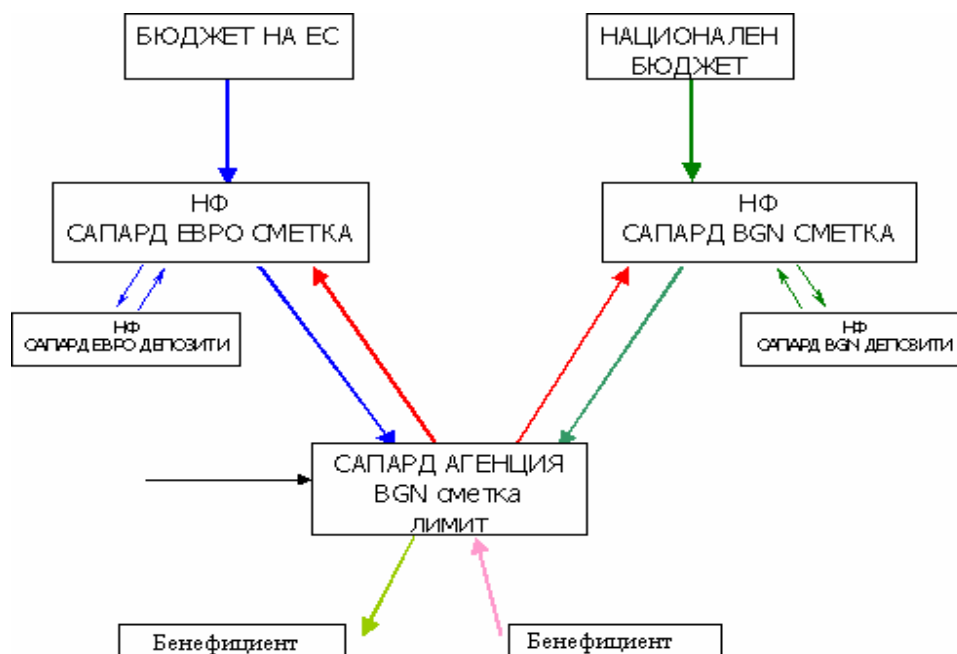 БЮДЖЕТ НА ЕС
НАЦИОНАЛЕН
БЮДЖЕТ
НФ
САПАРД ЕВРО СМЕТКА
НФ
САПАРД BGN СМЕТКА
НФ
САПАРД ЕВРО ДЕПОЗИТИ
НФ
САПАРД BGN ДЕПОЗИТИ
САПАРД АГЕНЦИЯ
BGN сметка
ЛИМИТ
Бенефициент
Бенефициент